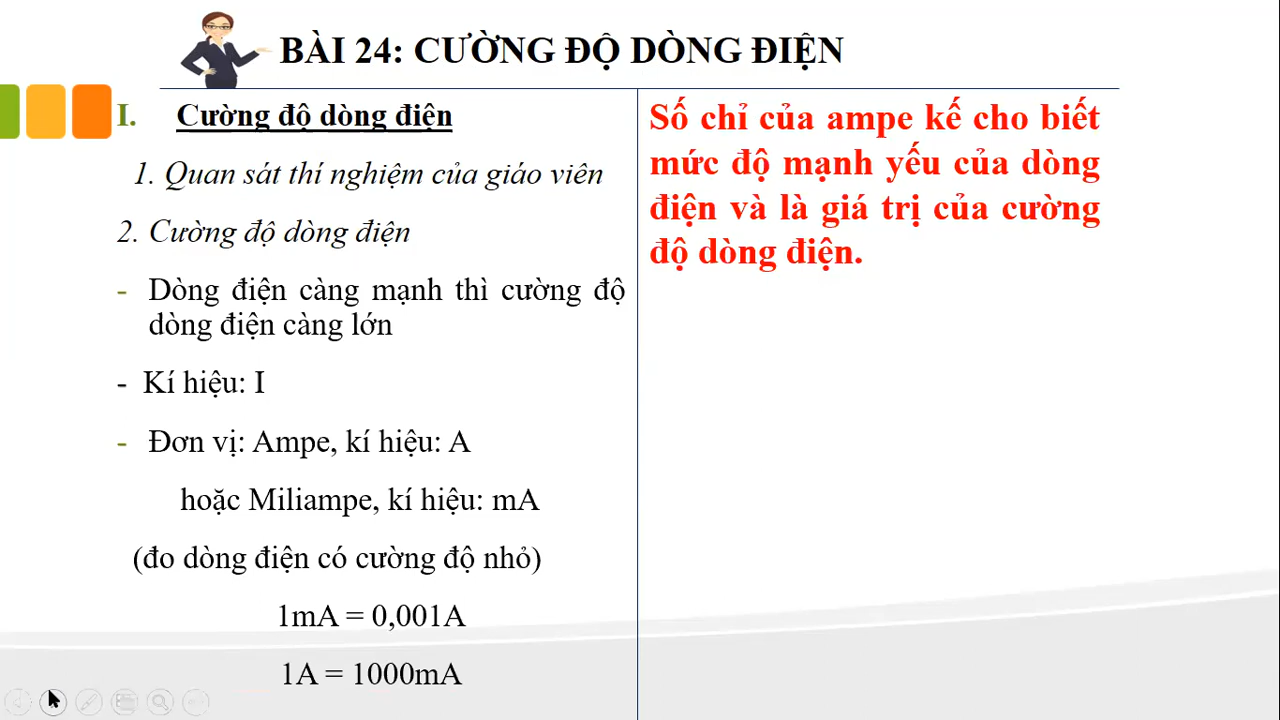 BÀI 24: CƯỜNG ĐỘ DÒNG ĐIỆN
I. Cường độ dòng điện
1. Quan sát thí nghiệm của giáo viên
2. Cường độ dòng điện
- Dòng điện càng mạnh thì cường độ
dòng điện càng lớn
- Kí hiệu: I
- Đơn vị: Ampe, kí hiệu: A
hoặc Miliampe, kí hiệu: mA
(đo dòng điện có cường độ nhỏ)
1mA = 0,001A
1A = 1000mA
Số chỉ của ampe kế cho biết
mức độ mạnh yếu của dòng
điện và là giá trị của cường
độ dòng điện.